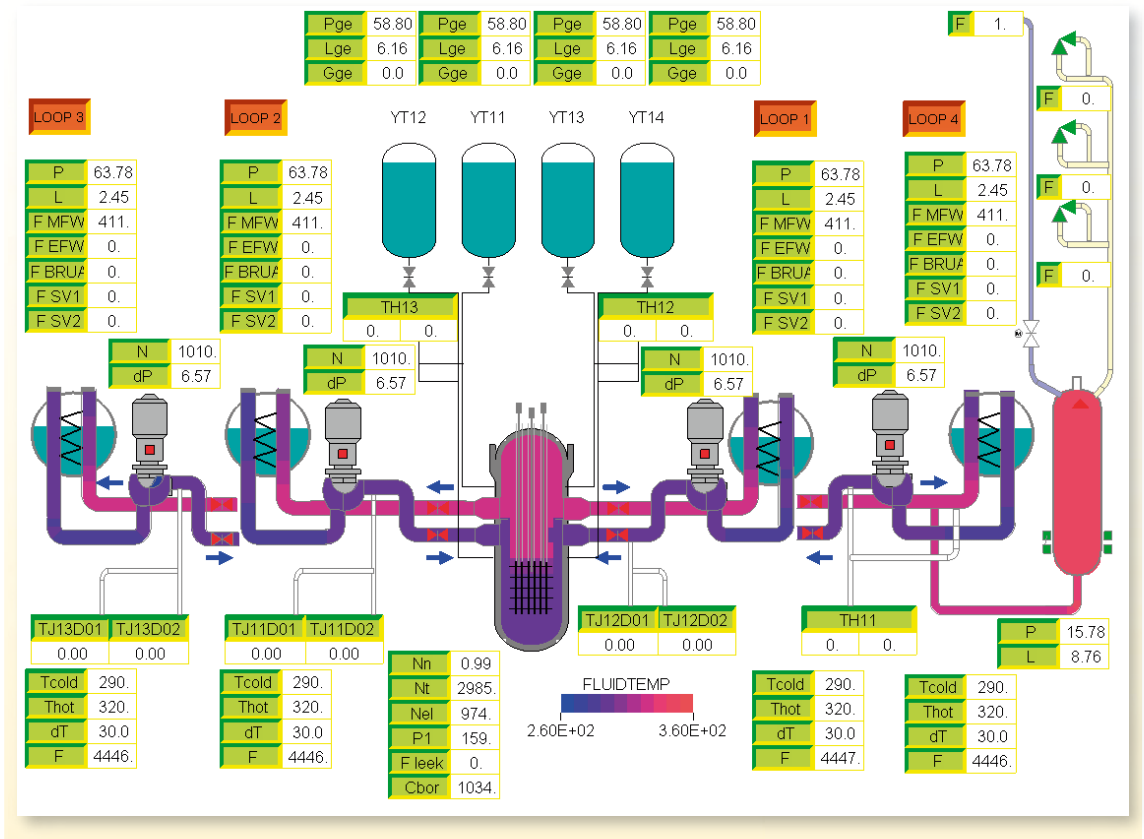 Pge 58.80 Pge 58.80 Pge 58.80 Pge 58.80
Lge 6.16 Lge 6.16 Lge 6.16 Lge 6.16
Gge 0.0 Gge 0.0 Gge 0.0 Gge 0.0
F 1.
F 0.
F 0.
F 0.
LOOP 3
P 63.78
L 2.45
F MFW 411.
F EFW 0.
F BRUA 0.
F SV1 0.
F SV2 0.
N 1010.
dP 6.57
LOOP 2
P 63.78
L 2.45
F MFW 411.
F EFW 0.
F BRUA 0.
F SV1 0.
F SV2 0.
N 1010.
dP 6.57
YT12 YT11 YT13 YT14
TH13
0. 0.
TH12
0. 0.
LOOP 1
P 63.78
L 2.45
F MFW 411.
F EFW 0.
F BRUA 0.
F SV1 0.
F SV2 0.
N 1010.
dP 6.57
LOOP 4
P 63.78
L 2.45
F MFW 411.
F EFW 0.
F BRUA 0.
F SV1 0.
F SV2 0.
N 1010.
dP 6.57
M
TJ13D01 TJ13D02
0.00 0.00
Tcold 290.
Thot 320.
dT 30.0
F 4446.
TJ11D01 TJ11D02
0.00 0.00
Tcold 290.
Thot 320.
dT 30.0
F 4446.
Nn 0.99
Nt 2985.
Nel 974.
P1 159.
F leek 0.
Cbor 1034.
TJ12D01 TJ12D02
0.00 0.00
FLUIDTEMP
2.60E+02 3.60E+02
TH11
0. 0.
Tcold 290.
Thot 320.
dT 30.0
F 4447.
P 15.78
L 8.76
Tcold 290.
Thot 320.
dT 30.0
F 4446.